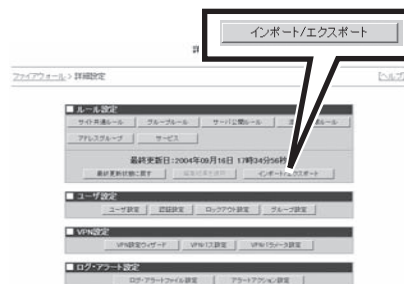 インポート/エクスポート
詳
ファイアウォール > 詳細設定
ヘルプ
■ ルール設定
サイト共通ルール グループルール サーバ公開ルール ルール
アドレスグループ サービス
最終更新日:2004年09月16日 17時34分56秒
最終更新状態に戻す インポート/エクスポート
■ ユーザ設定
ユーザ設定 認証設定 ロックアウト設定 グループ設定
■ VPN設定
VPN設定ウィザード VPNパス設定 VPNパラメータ設定
■ ログ・アラート設定
ログ・アラートファイル設定 アラートアクション設定